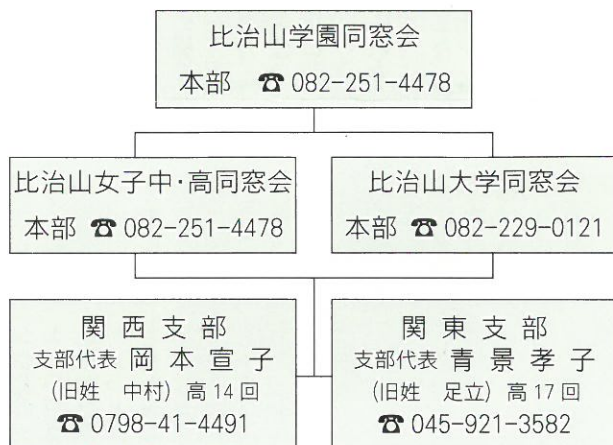 比治山学園同窓会
本部 ☎ 082-251-4478
比治山女子中・高同窓会
本部 ☎ 082-251-4478
比治山大学同窓会
本部 ☎ 082-229-0121
関西支部
支部代表 岡本宣子
(旧姓 中村) 高14回
☎ 0798-41-4491
関東支部
支部代表 青景孝子
(旧姓 足立) 高17回
☎ 045-921-3582